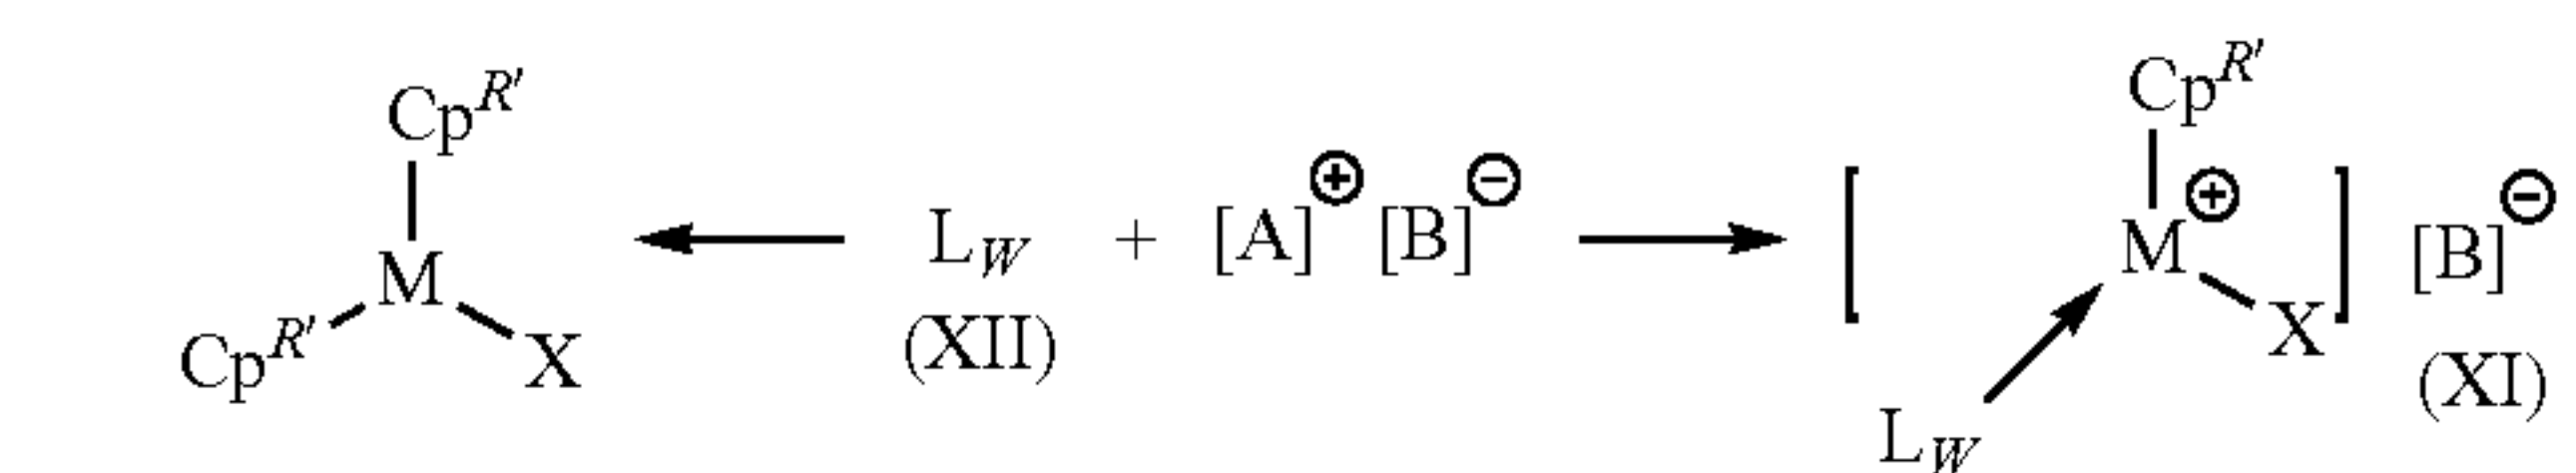 Cp^R' Cp^R'
M L_W + [A]^⊕ [B]^⊖ [ M^⊕ ] [B]^⊖
Cp^R' X (XII) X (XI)
L_W